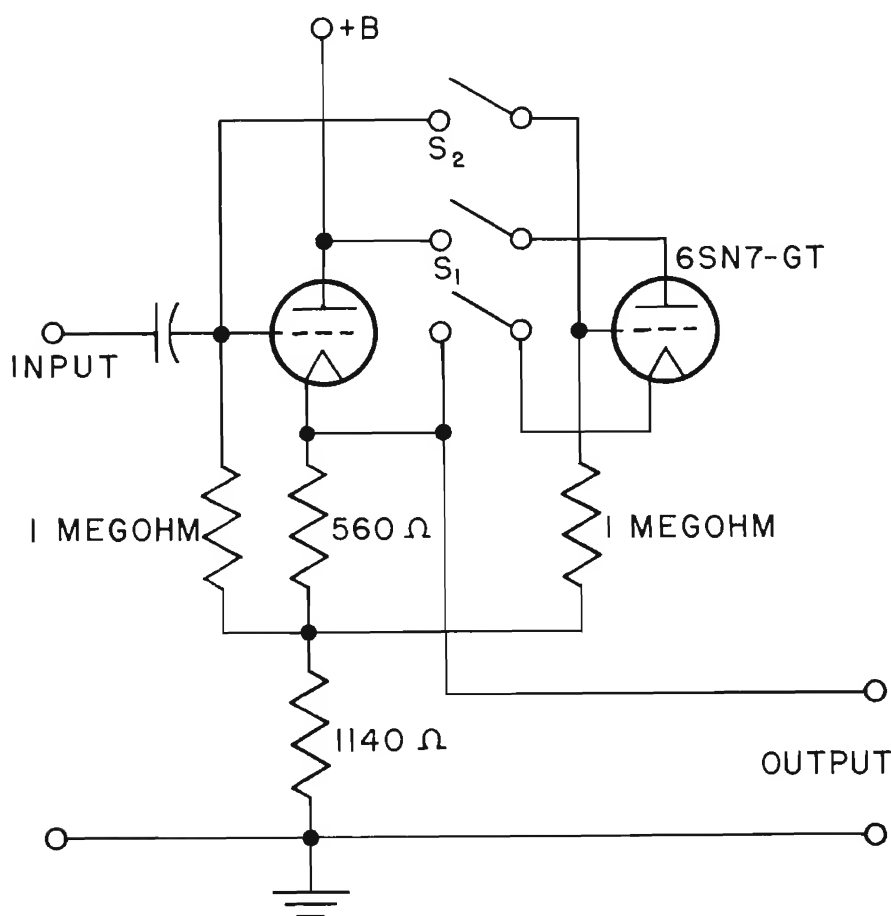 +B
S₂
S₁
6SN7-GT
INPUT
1 MEGOHM
560 Ω
1 MEGOHM
1140 Ω
OUTPUT